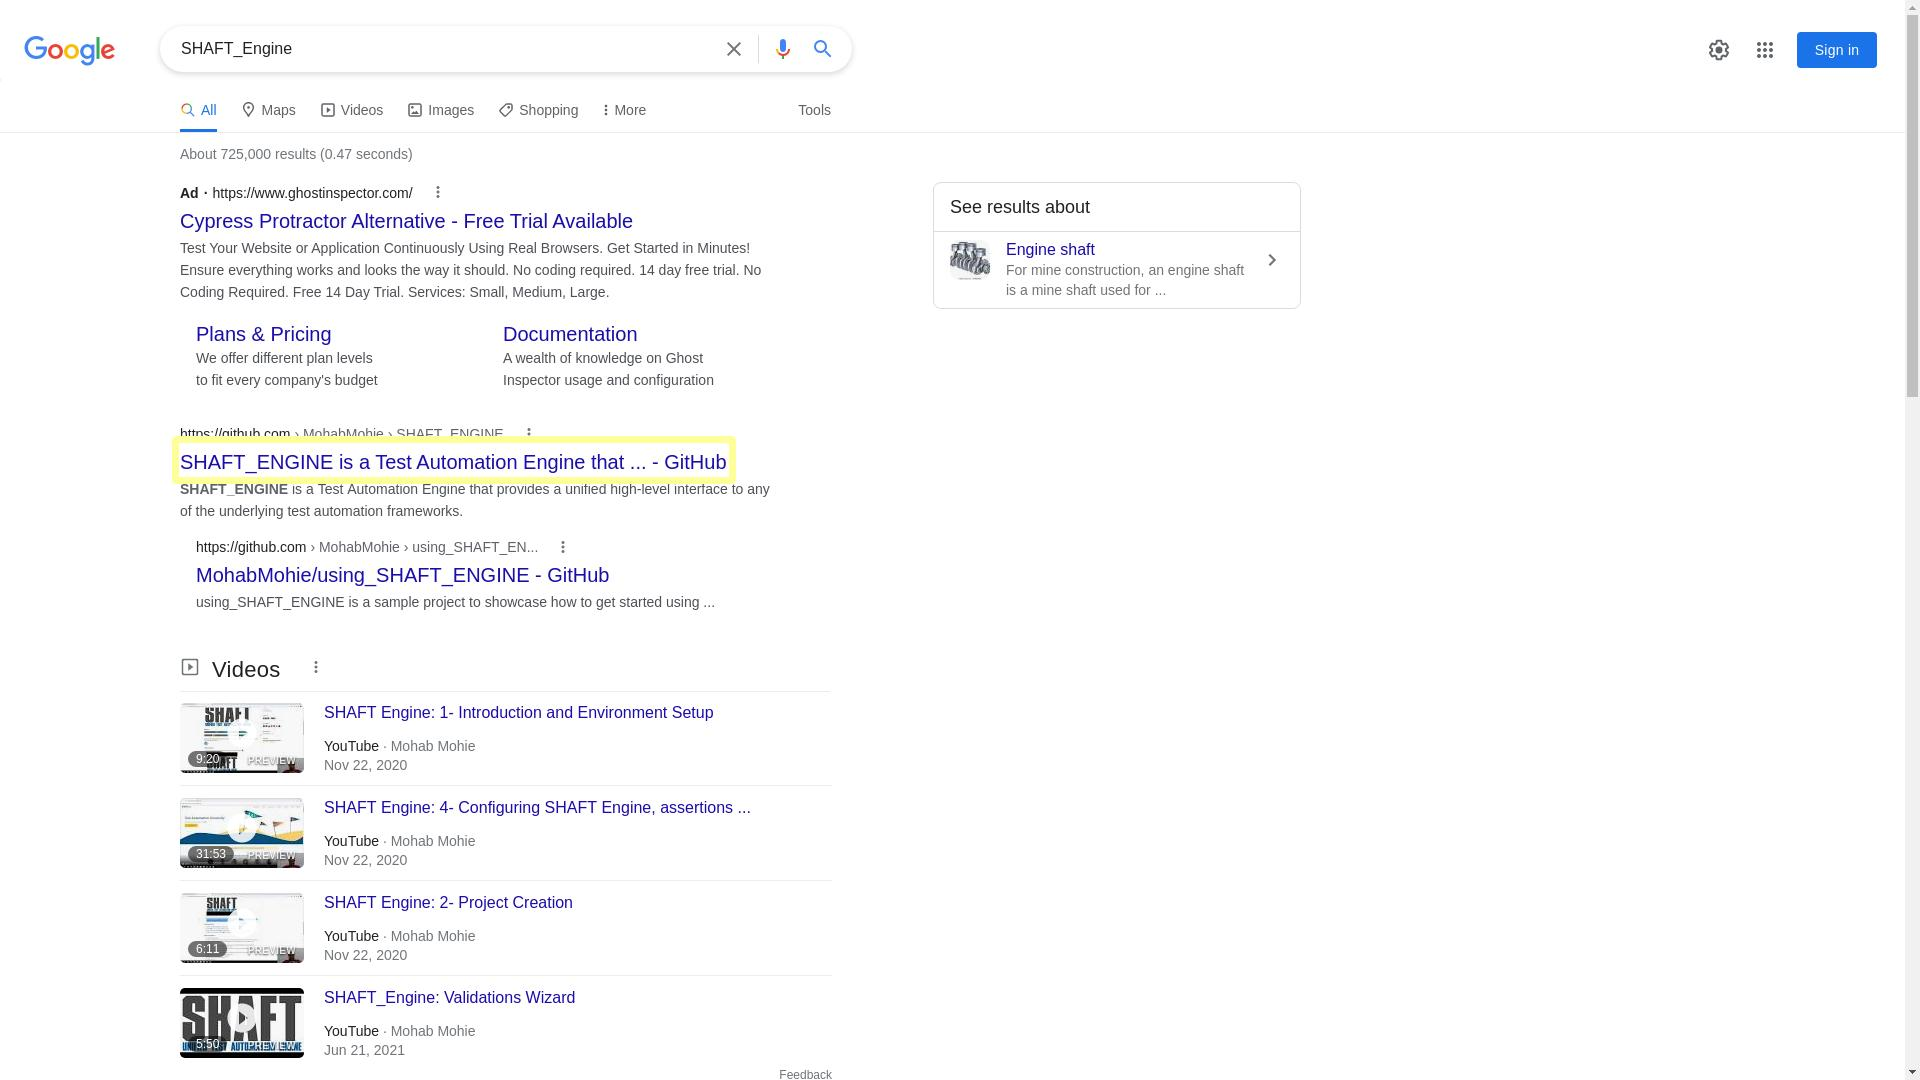 Google
SHAFT_Engine
Sign in
All
Maps
Videos
Images
Shopping
More
Tools
About 725,000 results (0.47 seconds)
Ad · https://www.ghostinspector.com/
Cypress Protractor Alternative - Free Trial Available
Test Your Website or Application Continuously Using Real Browsers. Get Started in Minutes!
Ensure everything works and looks the way it should. No coding required. 14 day free trial. No
Coding Required. Free 14 Day Trial. Services: Small, Medium, Large.
Plans & Pricing
We offer different plan levels
to fit every company's budget
Documentation
A wealth of knowledge on Ghost
Inspector usage and configuration
https://github.com › MohabMohie › SHAFT_ENGINE
SHAFT_ENGINE is a Test Automation Engine that ... - GitHub
SHAFT_ENGINE is a Test Automation Engine that provides a unified high-level interface to any
of the underlying test automation frameworks.
https://github.com › MohabMohie › using_SHAFT_EN...
MohabMohie/using_SHAFT_ENGINE - GitHub
using_SHAFT_ENGINE is a sample project to showcase how to get started using ...
Videos
SHAFT
9:20
PREVIEW
SHAFT Engine: 1- Introduction and Environment Setup
YouTube · Mohab Mohie
Nov 22, 2020
31:53
PREVIEW
SHAFT Engine: 4- Configuring SHAFT Engine, assertions ...
YouTube · Mohab Mohie
Nov 22, 2020
SHAFT
6:11
PREVIEW
SHAFT Engine: 2- Project Creation
YouTube · Mohab Mohie
Nov 22, 2020
SHAFT
5:50
PREVIEW
SHAFT_Engine: Validations Wizard
YouTube · Mohab Mohie
Jun 21, 2021
Feedback
See results about
Engine shaft
For mine construction, an engine shaft
is a mine shaft used for ...